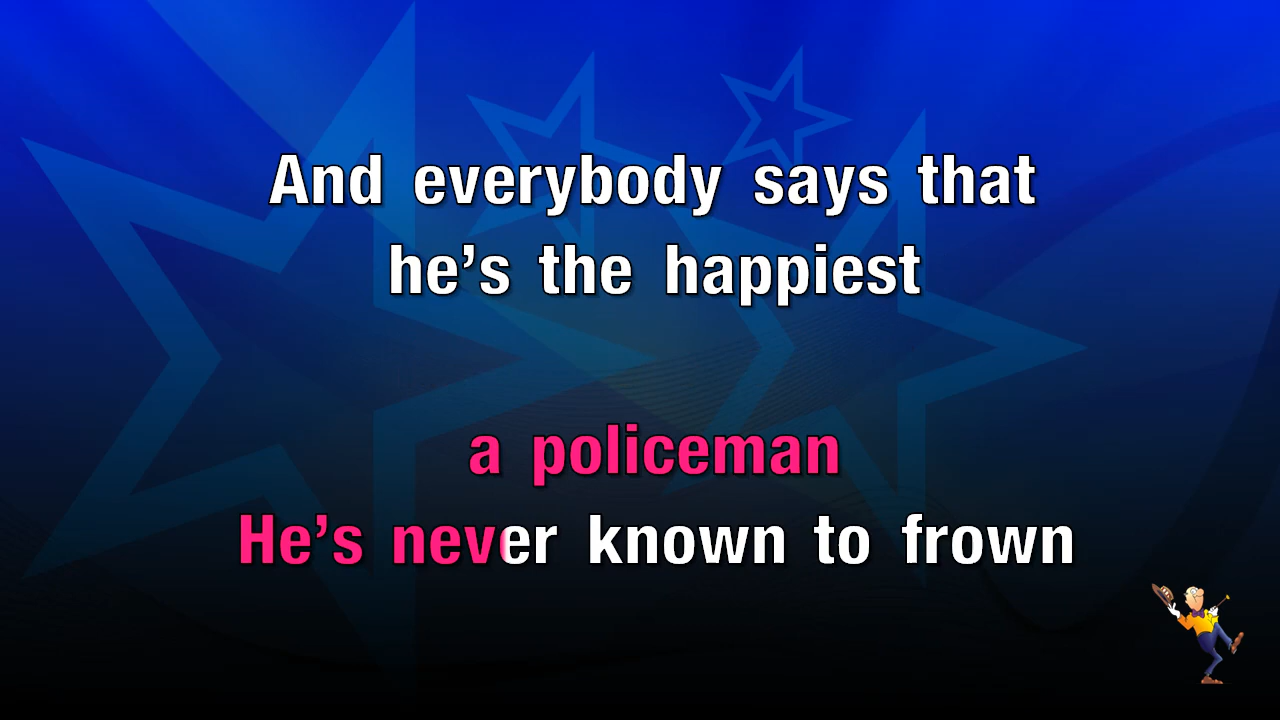 And everybody says that
he’s the happiest
a policeman
He’s never known to frown